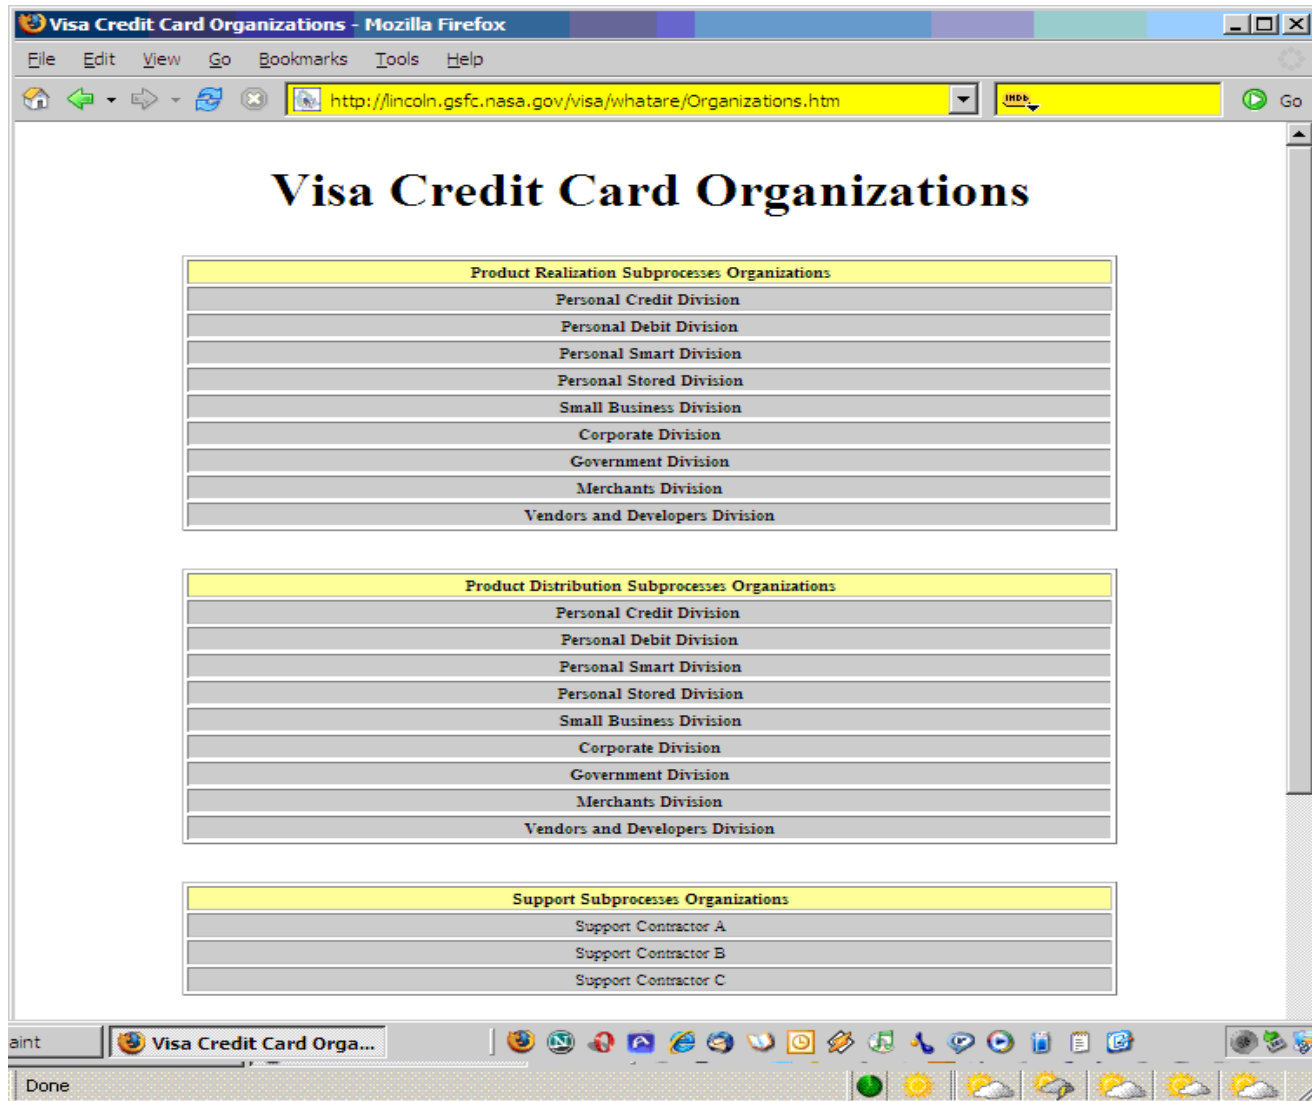 Visa Credit Card Organizations - Mozilla Firefox
File Edit View Go Bookmarks Tools Help
http://lincoln.gsfc.nasa.gov/visa/whatare/Organizations.htm IMDb Go
Visa Credit Card Organizations
Product Realization Subprocesses Organizations
Personal Credit Division
Personal Debit Division
Personal Smart Division
Personal Stored Division
Small Business Division
Corporate Division
Government Division
Merchants Division
Vendors and Developers Division
Product Distribution Subprocesses Organizations
Personal Credit Division
Personal Debit Division
Personal Smart Division
Personal Stored Division
Small Business Division
Corporate Division
Government Division
Merchants Division
Vendors and Developers Division
Support Subprocesses Organizations
Support Contractor A
Support Contractor B
Support Contractor C
aint Visa Credit Card Orga...
Done